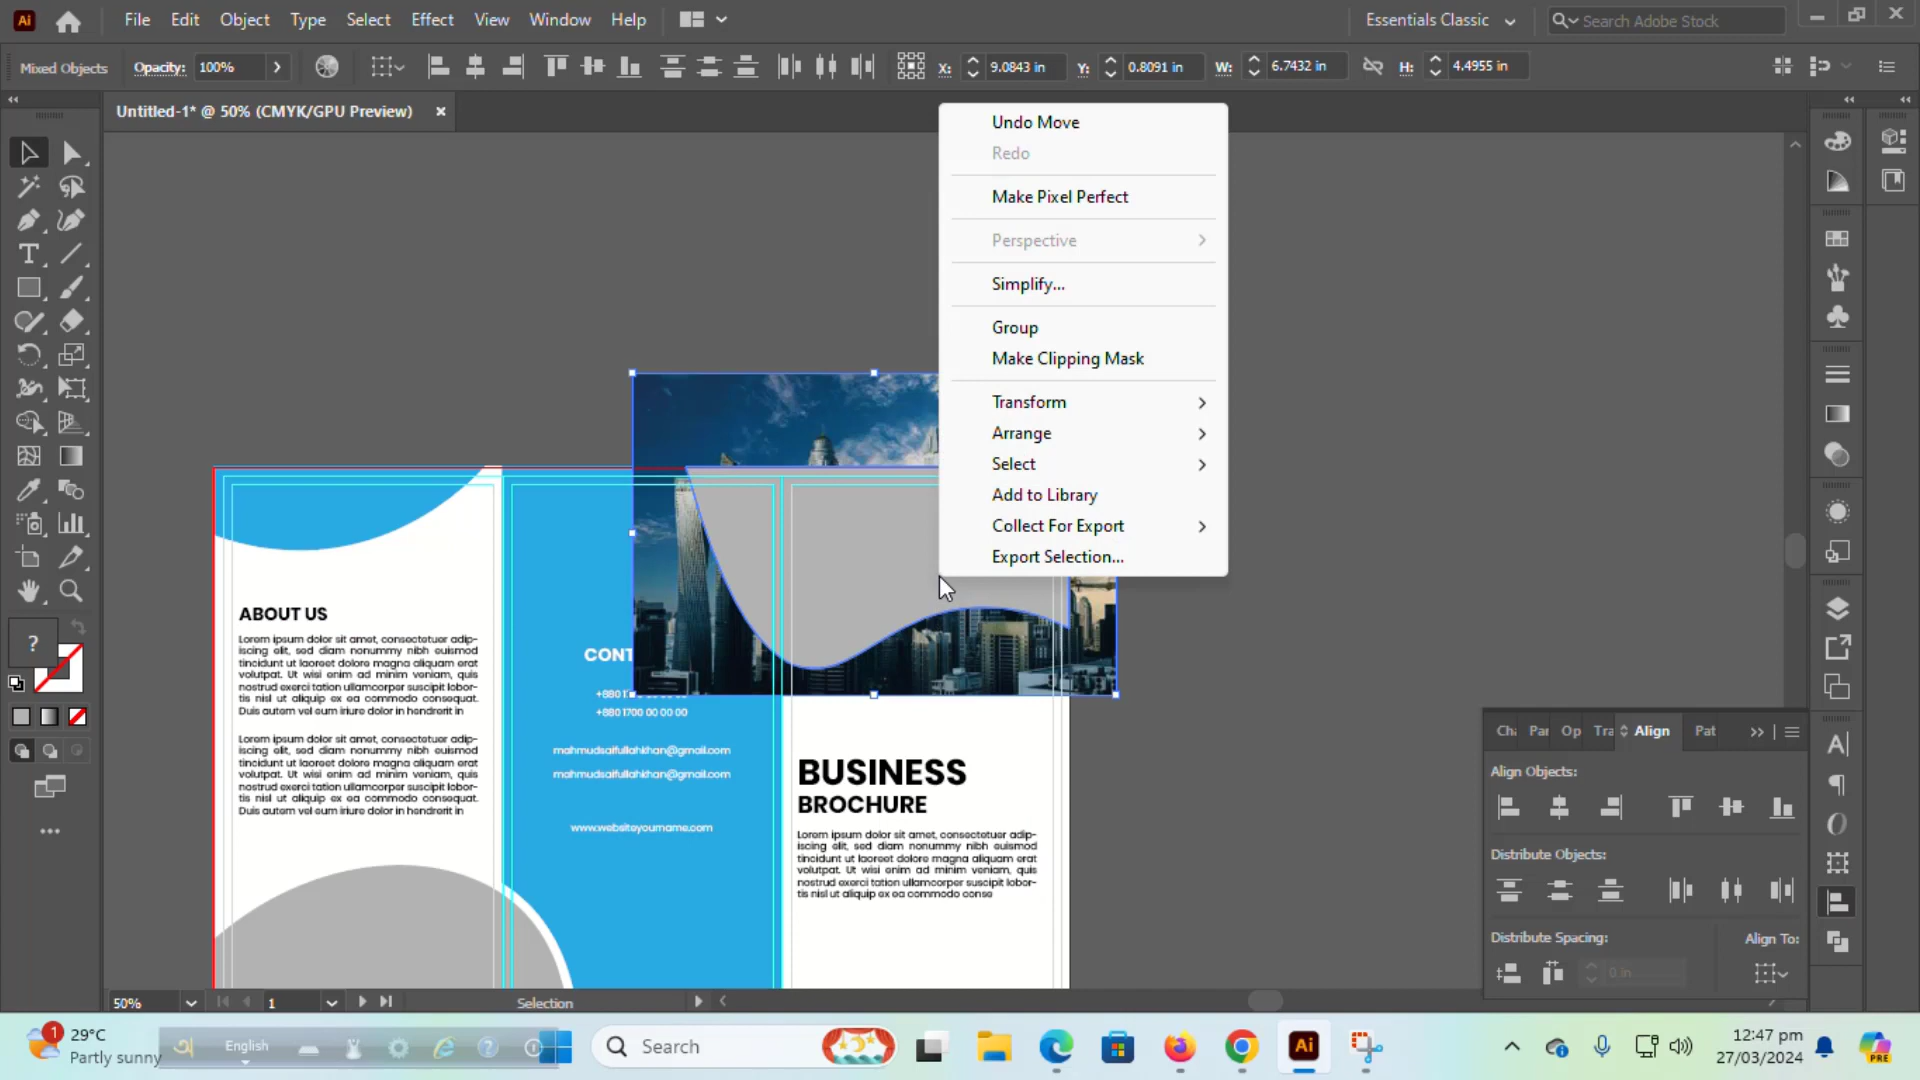 Ai
File Edit Object Type Select Effect View Window Help
Essentials Classic
Search Adobe Stock
Mixed Objects
Opacity: 100%
X: 9.0843 in
Y: 0.8091 in
W: 6.7432 in
H: 4.4955 in
Untitled-1* @ 50% (CMYK/GPU Preview)
Undo Move
Redo
Make Pixel Perfect
Perspective
Simplify...
Group
Make Clipping Mask
Transform
Arrange
Select
Add to Library
Collect For Export
Export Selection...
ABOUT US
Lorem ipsum dolor sit amet, consectetuer adip-
iscing elit, sed diam nonummy nibh euismod
tincidunt ut laoreet dolore magna aliquam erat
volutpat. Ut wisi enim ad minim veniam, quis
nostrud exerci tation ullamcorper suscipit lobor-
tis nisl ut aliquip ex ea commodo consequat.
Duis autem vel eum iriure dolor in hendrerit in
Lorem ipsum dolor sit amet, consectetuer adip-
iscing elit, sed diam nonummy nibh euismod
tincidunt ut laoreet dolore magna aliquam erat
volutpat. Ut wisi enim ad minim veniam, quis
nostrud exerci tation ullamcorper suscipit lobor-
tis nisl ut aliquip ex ea commodo consequat.
Duis autem vel eum iriure dolor in hendrerit in
CONT
+880 1700 00 00 00
mahmudsaifullahkhan@gmail.com
mahmudsaifullahkhan@gmail.com
www.websiteyourname.com
BUSINESS
BROCHURE
Lorem ipsum dolor sit amet, consectetuer adip-
iscing elit, sed diam nonummy nibh euismod
tincidunt ut laoreet dolore magna aliquam erat
volutpat. Ut wisi enim ad minim veniam, quis
nostrud exerci tation ullamcorper suscipit lobor-
tis nisl ut aliquip ex ea commodo conse
?
Cha Par Op Tra Align Pat
Align Objects:
Distribute Objects:
Distribute Spacing:
Align To:
0 in
50%
1
Selection
1
29°C
Partly sunny
English
Search
Ai
12:47 pm
27/03/2024
PRE